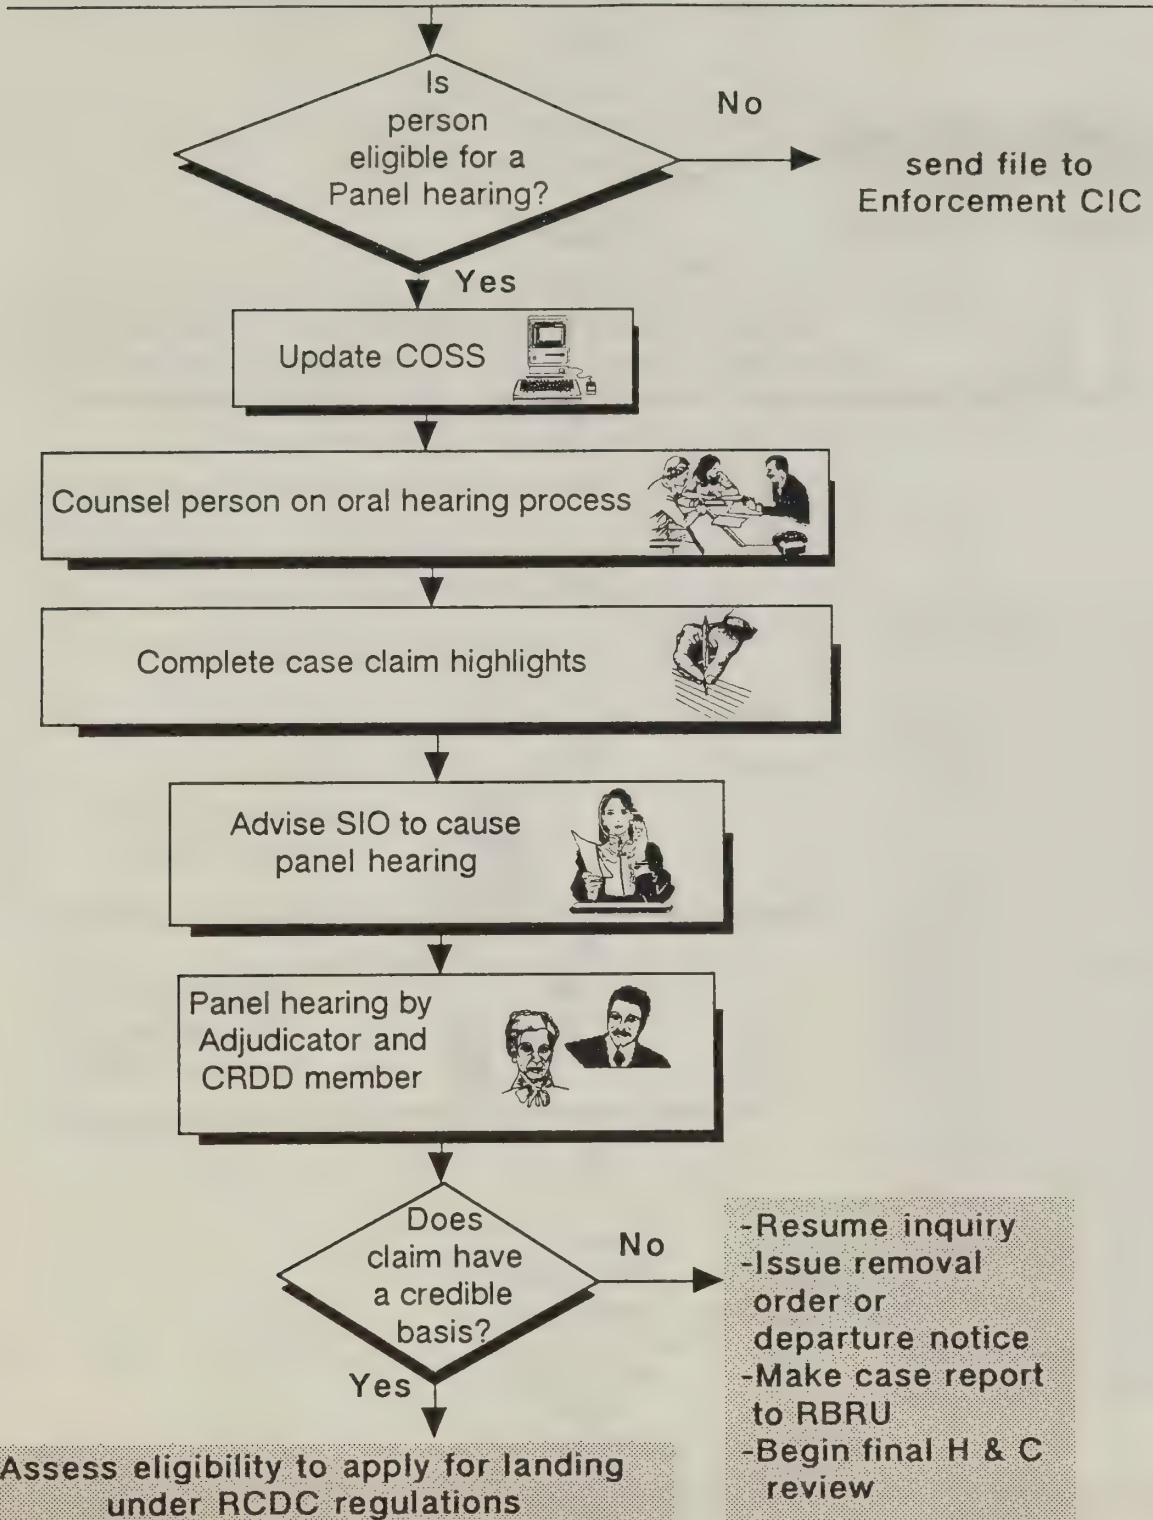 Is
person
eligible for a
Panel hearing?
No
send file to
Enforcement CIC
Yes
Update COSS
Counsel person on oral hearing process
Complete case claim highlights
Advise SIO to cause
panel hearing
Panel hearing by
Adjudicator and
CRDD member
Does
claim have
a credible
basis?
No
-Resume inquiry
-Issue removal
order or
departure notice
-Make case report
to RBRU
-Begin final H & C
review
Yes
Assess eligibility to apply for landing
under RCDC regulations